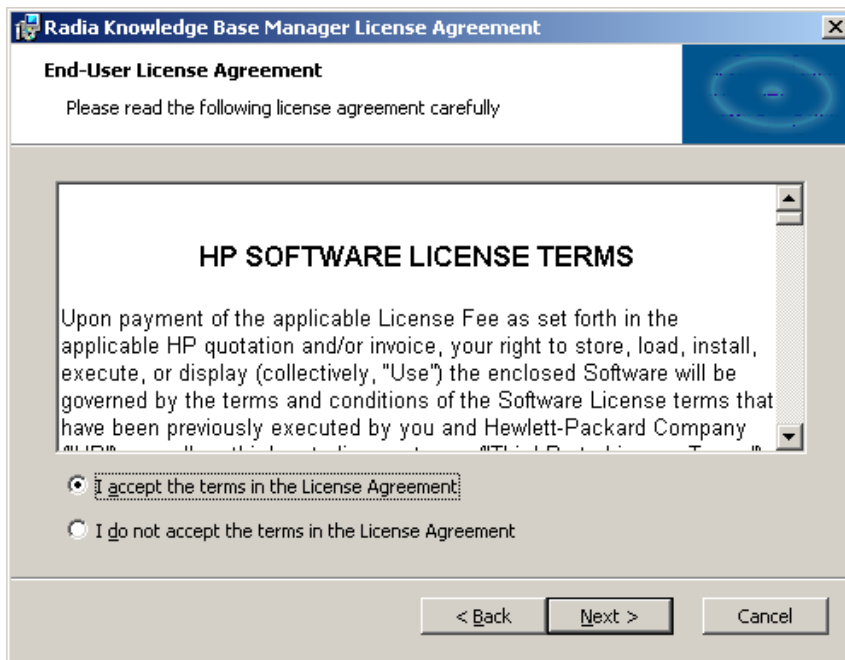 Radia Knowledge Base Manager License Agreement
End-User License Agreement
Please read the following license agreement carefully
HP SOFTWARE LICENSE TERMS
Upon payment of the applicable License Fee as set forth in the
applicable HP quotation and/or invoice, your right to store, load, install,
execute, or display (collectively, "Use") the enclosed Software will be
governed by the terms and conditions of the Software License terms that
have been previously executed by you and Hewlett-Packard Company
I accept the terms in the License Agreement
I do not accept the terms in the License Agreement
< Back Next > Cancel